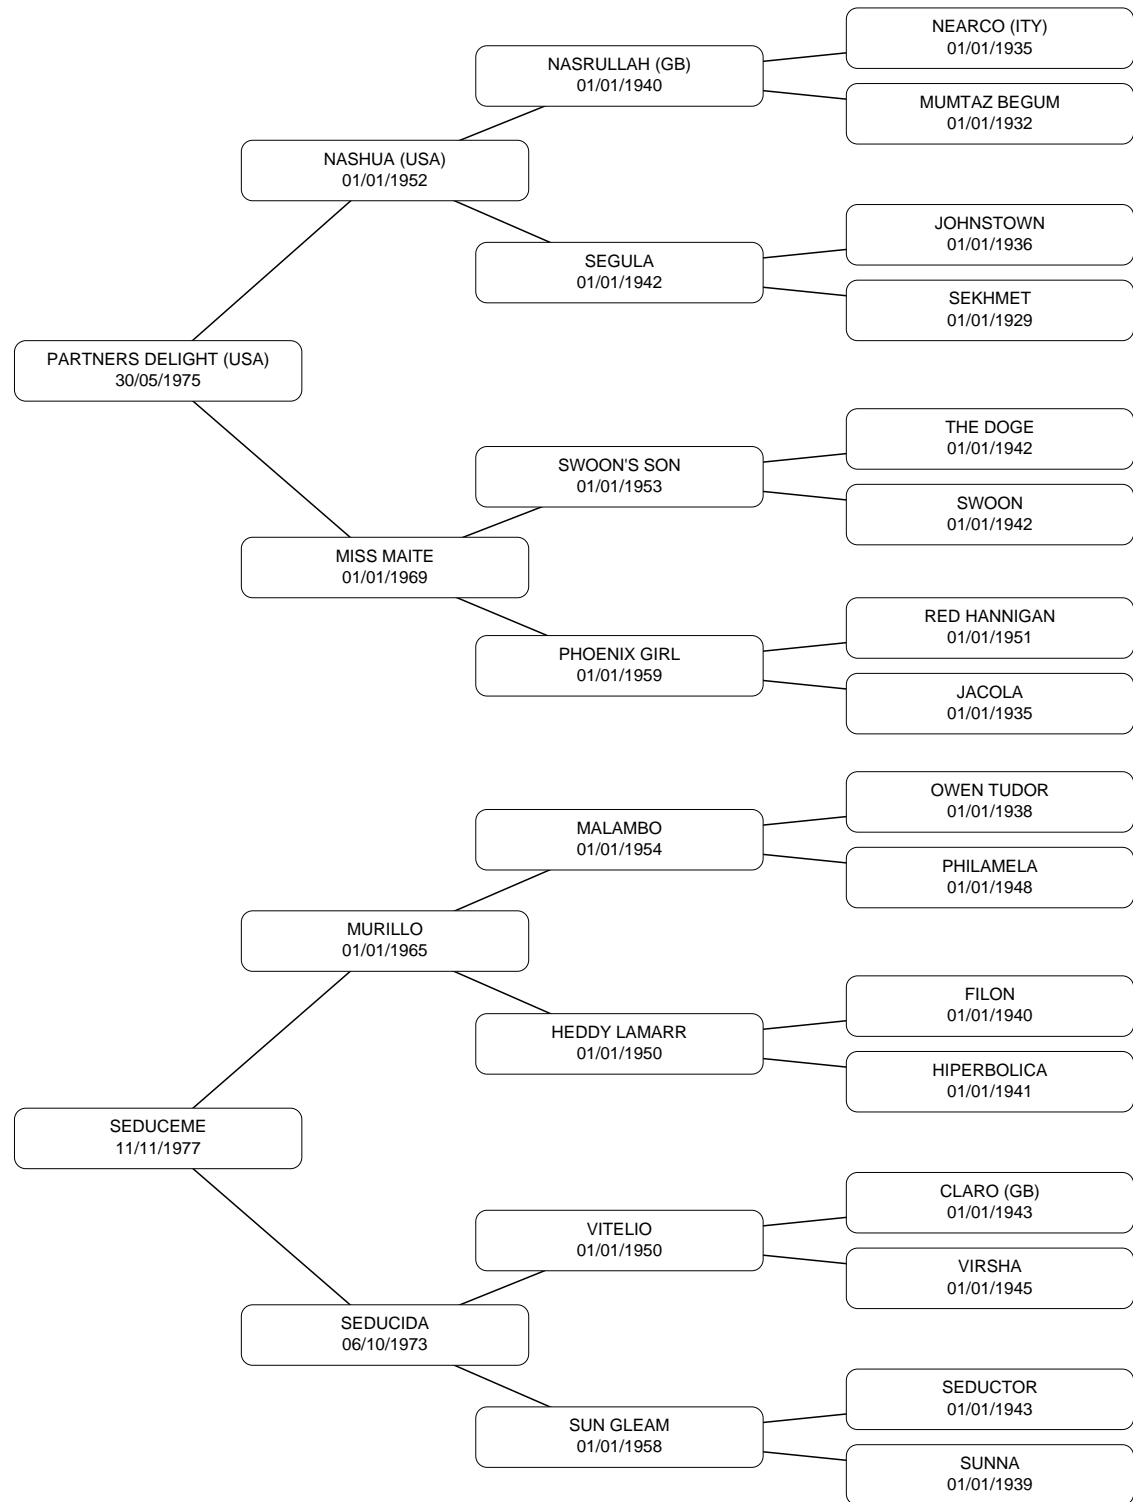 NEARCO (ITY)
01/01/1935
NASRULLAH (GB)
01/01/1940
MUMTAZ BEGUM
01/01/1932
NASHUA (USA)
01/01/1952
JOHNSTOWN
01/01/1936
SEGULA
01/01/1942
SEKHMET
01/01/1929
PARTNERS DELIGHT (USA)
30/05/1975
THE DOGE
01/01/1942
SWOON'S SON
01/01/1953
SWOON
01/01/1942
MISS MAITE
01/01/1969
RED HANNIGAN
01/01/1951
PHOENIX GIRL
01/01/1959
JACOLA
01/01/1935
OWEN TUDOR
01/01/1938
MALAMBO
01/01/1954
PHILAMELA
01/01/1948
MURILLO
01/01/1965
FILON
01/01/1940
HEDDY LAMARR
01/01/1950
HIPERBOLICA
01/01/1941
SEDUCEME
11/11/1977
CLARO (GB)
01/01/1943
VITELIO
01/01/1950
VIRSHA
01/01/1945
SEDUCIDA
06/10/1973
SEDUCTOR
01/01/1943
SUN GLEAM
01/01/1958
SUNNA
01/01/1939